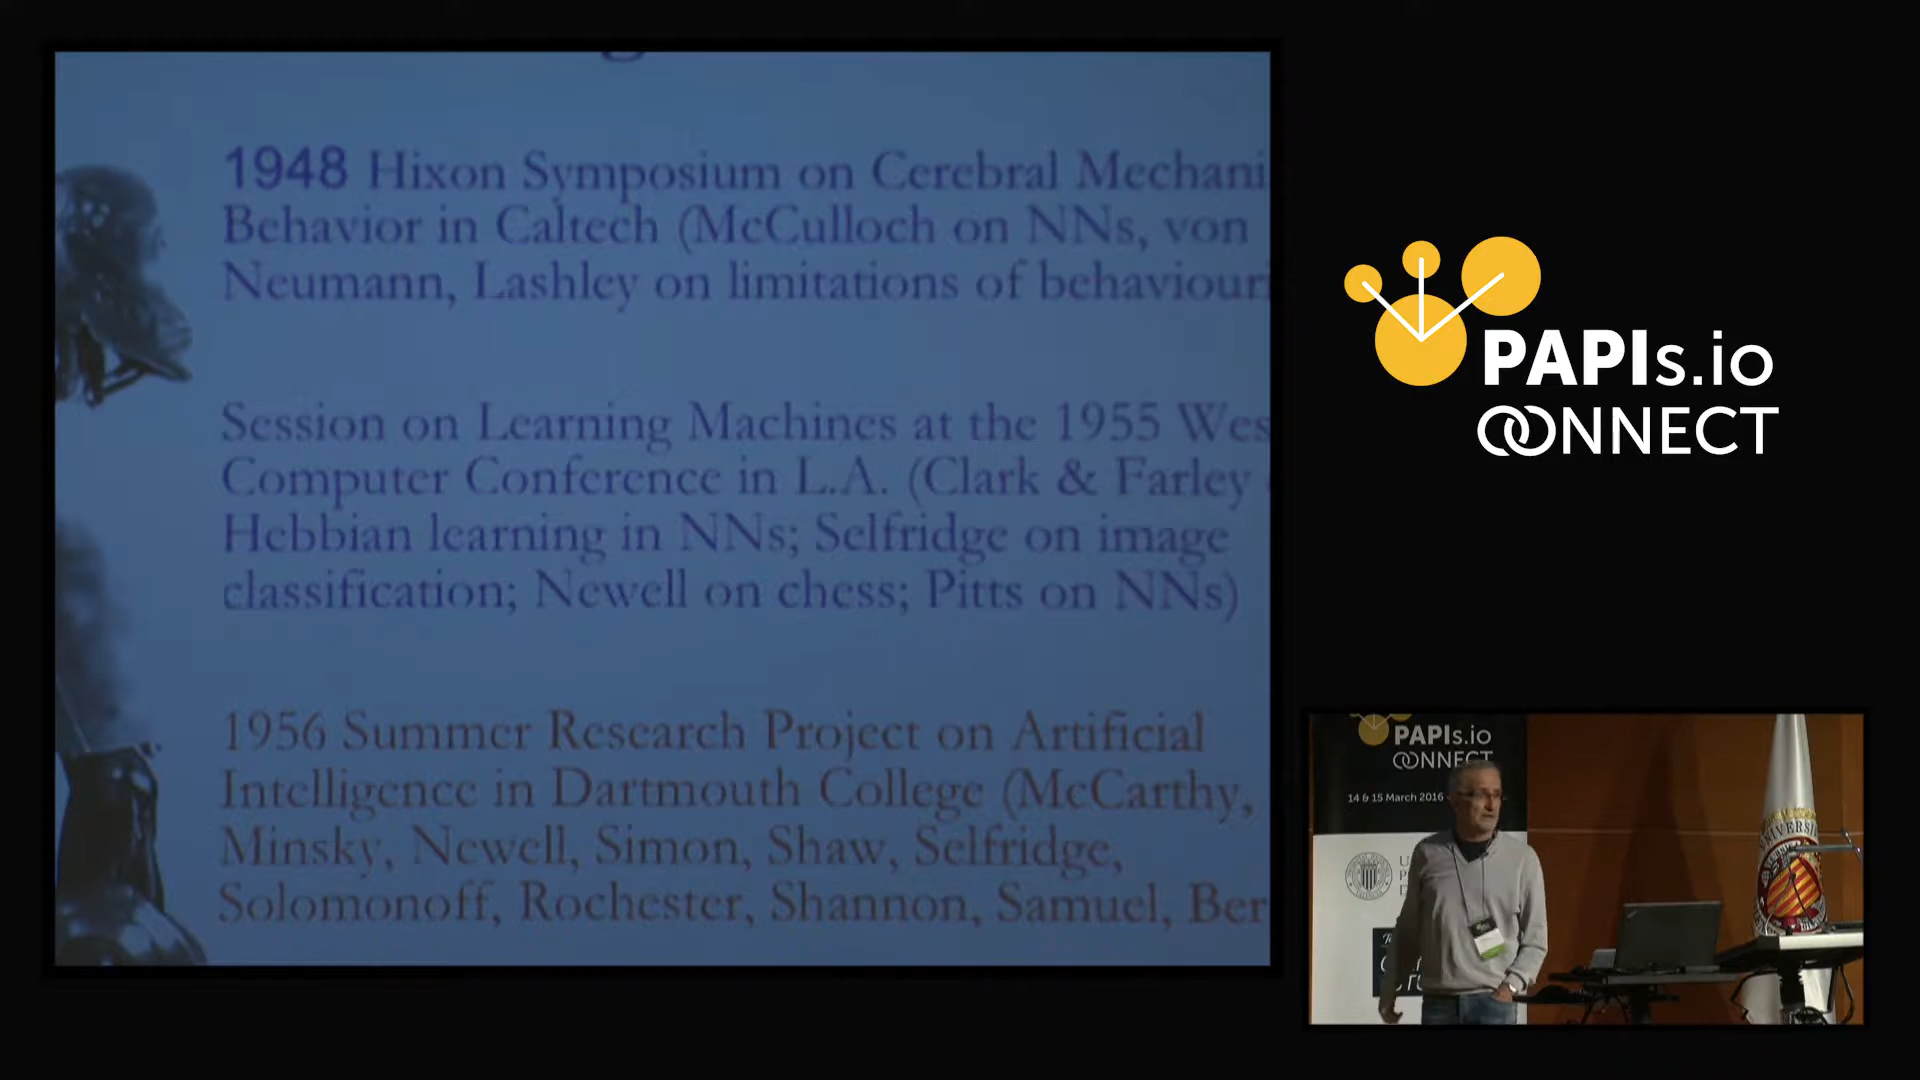 1948 Hixon Symposium on Cerebral Mechani
Behavior in Caltech (McCulloch on NNs, von
Neumann, Lashley on limitations of behaviour
Session on Learning Machines at the 1955 Wes
Computer Conference in L.A. (Clark & Farley
Hebbian learning in NNs; Selfridge on image
classification; Newell on chess; Pitts on NNs)
1956 Summer Research Project on Artificial
Intelligence in Dartmouth College (McCarthy,
Minsky, Newell, Simon, Shaw, Selfridge,
Solomonoff, Rochester, Shannon, Samuel, Ber
PAPIs.io
CONNECT
PAPIs.io
CONNECT
14 & 15 March 2016